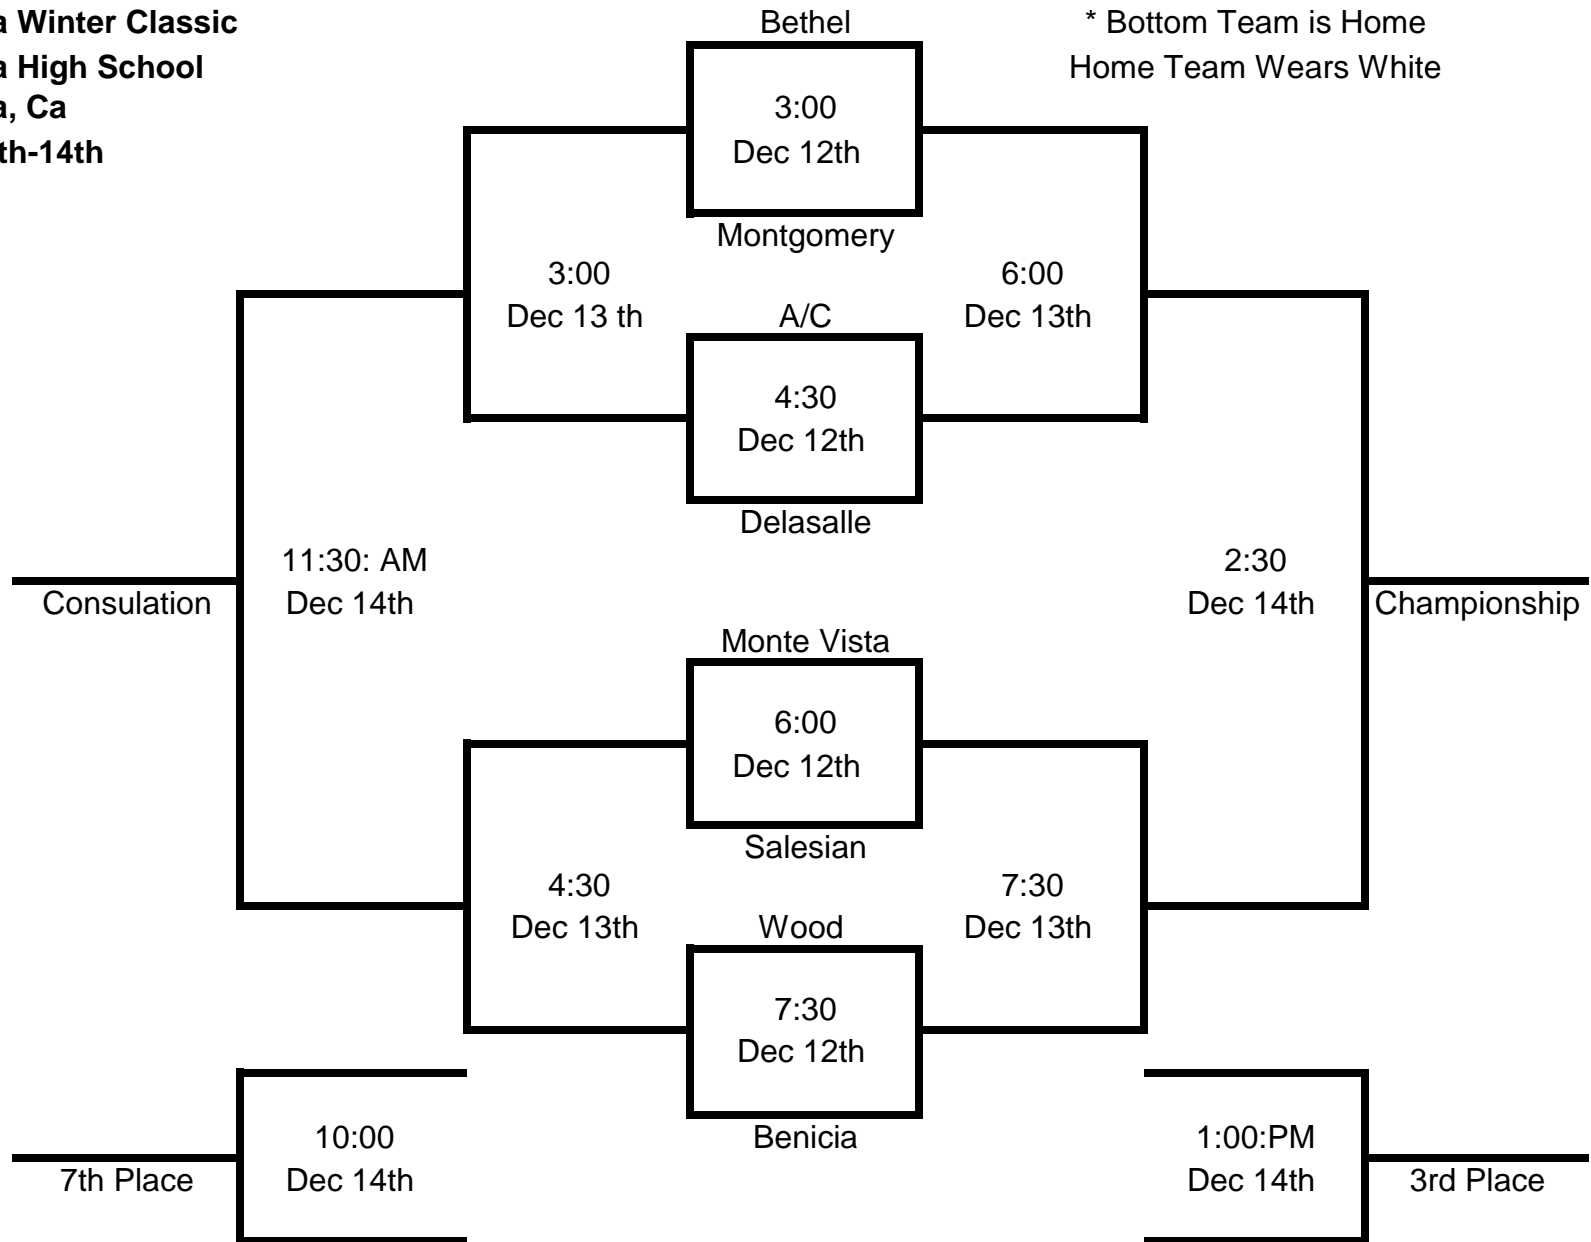 a Winter Classic
Bethel
* Bottom Team is Home
a High School
Home Team Wears White
a, Ca
3:00
th-14th
Dec 12th
Montgomery
3:00
6:00
Dec 13 th
A/C
Dec 13th
4:30
Dec 12th
Delasalle
11:30: AM
2:30
Consulation
Dec 14th
Dec 14th
Championship
Monte Vista
6:00
Dec 12th
Salesian
4:30
7:30
Dec 13th
Wood
Dec 13th
7:30
Dec 12th
10:00
Benicia
1:00:PM
7th Place
Dec 14th
Dec 14th
3rd Place